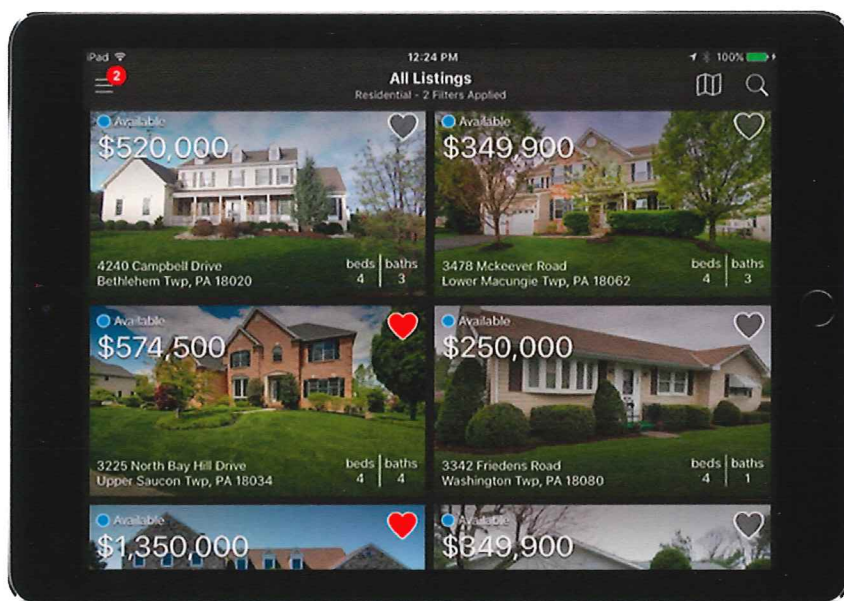 iPad 12:24 PM 100%
2
All Listings
Residential - 2 Filters Applied
Available
$520,000
4240 Campbell Drive
Bethlehem Twp, PA 18020
beds baths
4 3
Available
$349,900
3478 Mckeever Road
Lower Macungie Twp, PA 18062
beds baths
4 3
Available
$574,500
3225 North Bay Hill Drive
Upper Saucon Twp, PA 18034
beds baths
4 4
Available
$250,000
3342 Friedens Road
Washington Twp, PA 18080
beds baths
4 1
Available
$1,350,000
Available
$349,900